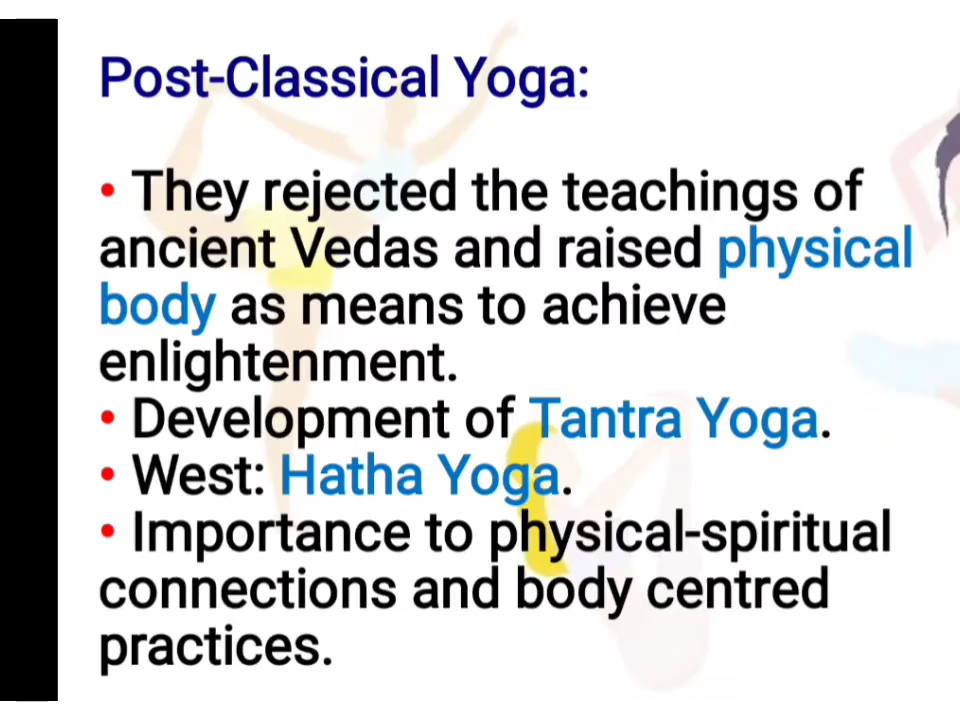 Post-Classical Yoga:
• They rejected the teachings of
ancient Vedas and raised physical
body as means to achieve
enlightenment.
• Development of Tantra Yoga.
• West: Hatha Yoga.
• Importance to physical-spiritual
connections and body centred
practices.